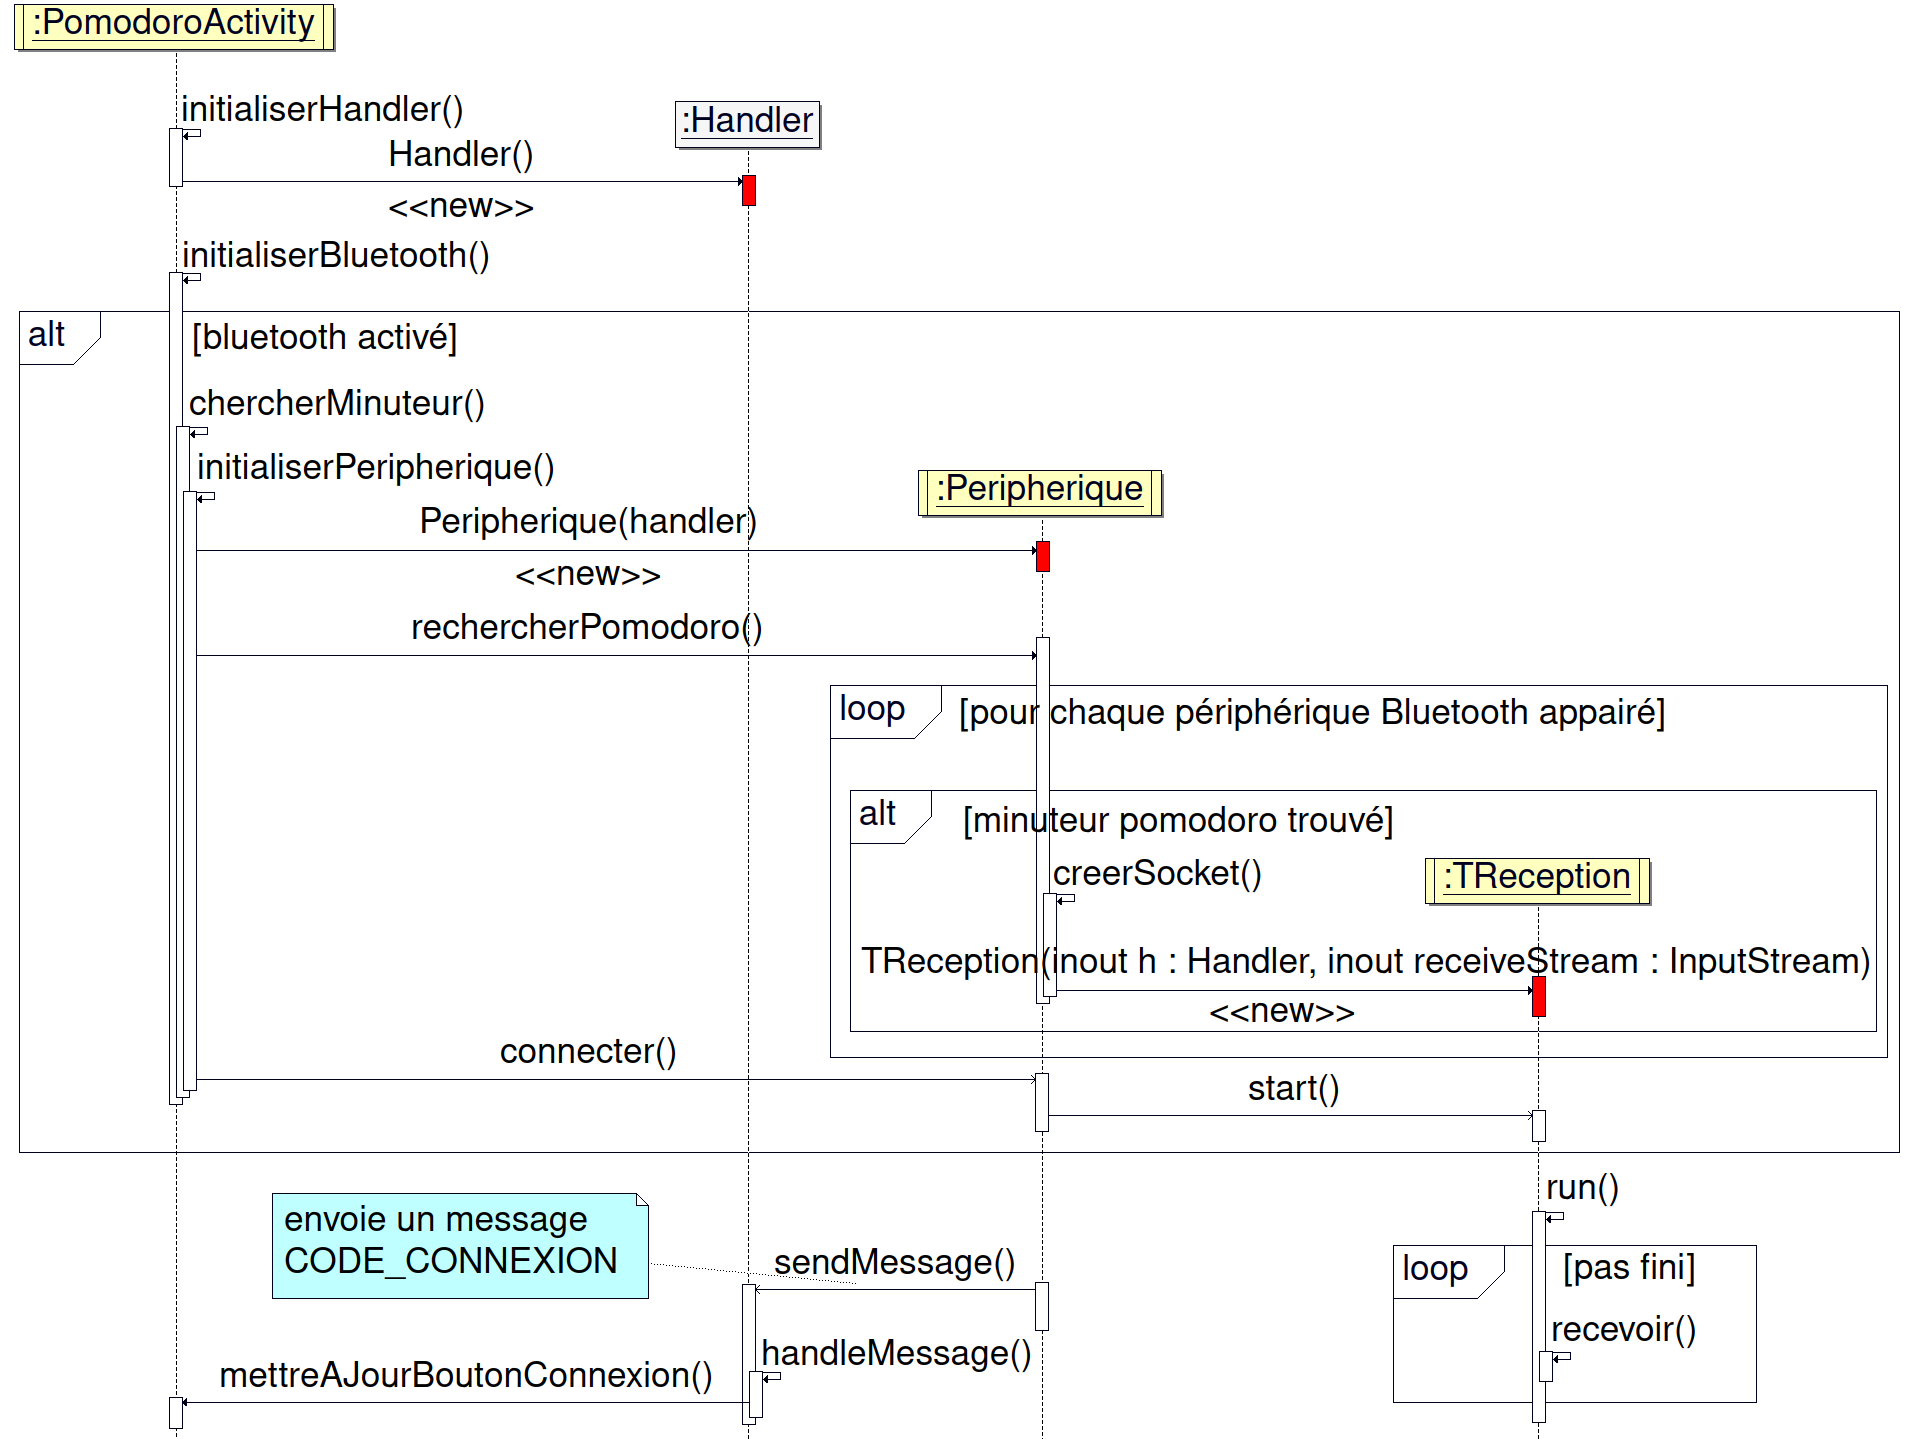 :PomodoroActivity
initialiserHandler()
:Handler
Handler()
<<new>>
initialiserBluetooth()
alt
[bluetooth activé]
chercherMinuteur()
initialiserPeripherique()
:Peripherique
Peripherique(handler)
<<new>>
rechercherPomodoro()
loop
[pour chaque périphérique Bluetooth appairé]
alt
[minuteur pomodoro trouvé]
creerSocket()
:TReception
TReception(inout h : Handler, inout receiveStream : InputStream)
<<new>>
connecter()
start()
run()
envoie un message
CODE_CONNEXION
sendMessage()
loop
[pas fini]
recevoir()
handleMessage()
mettreAJourBoutonConnexion()